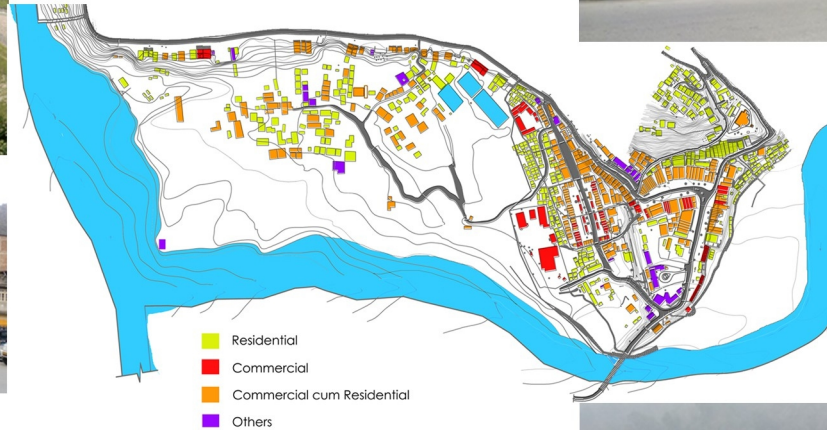 Residential
Commercial
Commercial cum Residential
Others